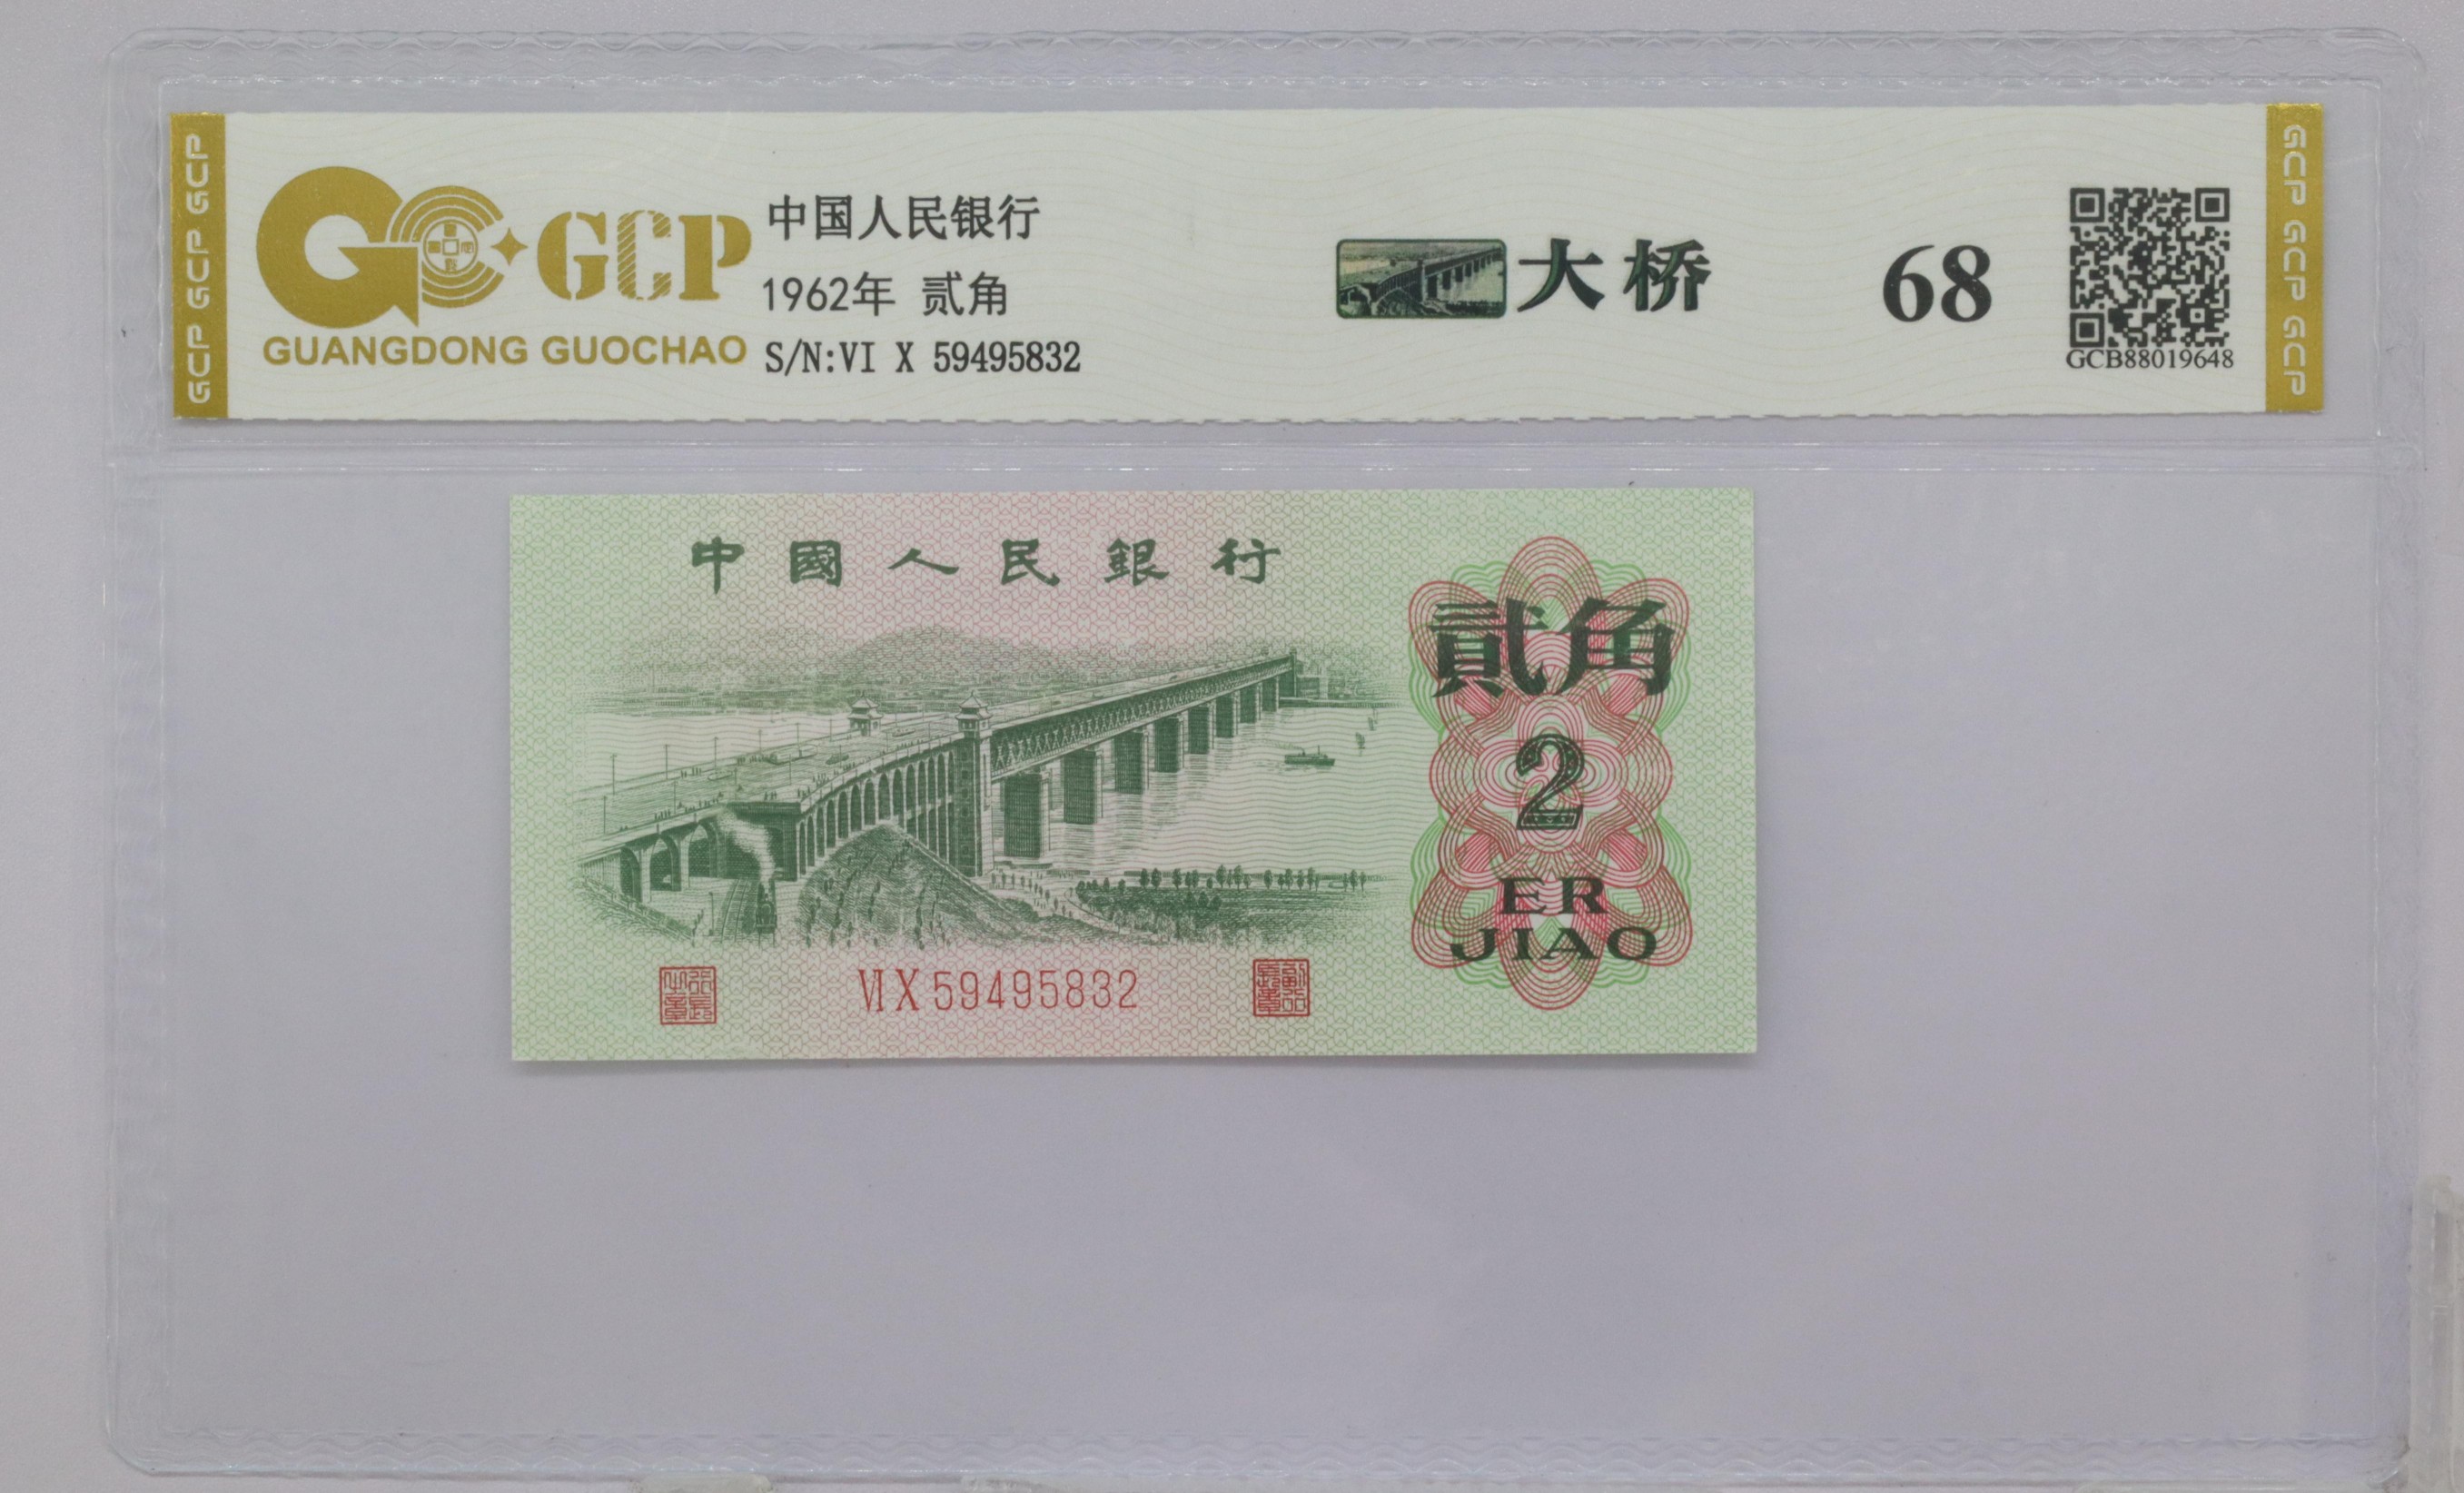 GCP GCP GCP
GCP
GUANGDONG GUOCHAO
中国人民银行
1962年 贰角
S/N:VI X 59495832
大桥
68
GCB88019648
GCP GCP GCP
中國人民銀行
貳角
2
ER
JIAO
VI X 59495832